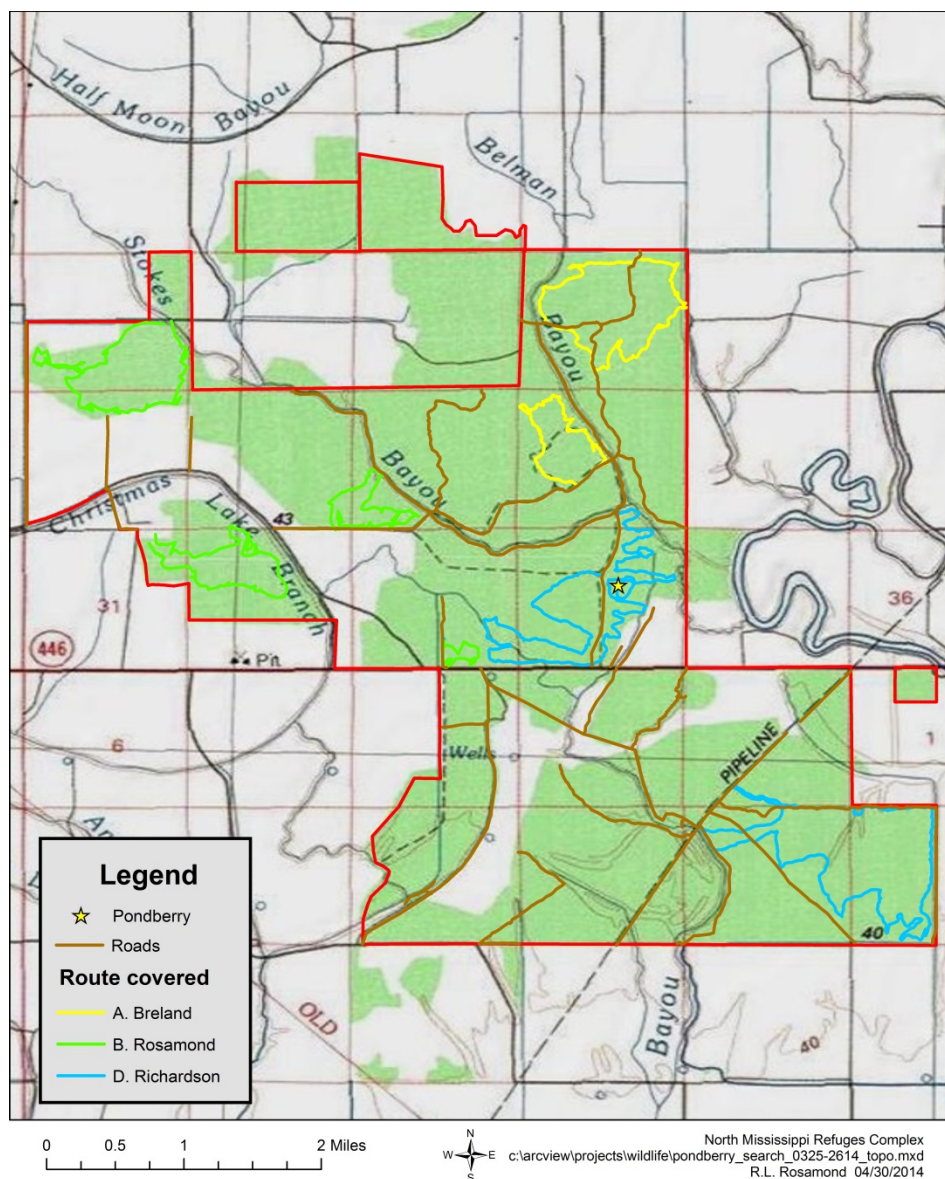 Half Moon Bayou
Belman
Stokes
Bayou
Bayou
Christmas
Lake
Branch
43
31
36
446
Pit
6
Wells
1
PIPELINE
40
OLD
Bayou
40
Legend
Pondberry
Roads
Route covered
A. Breland
B. Rosamond
D. Richardson
0 0.5 1 2 Miles
N
W E
S
North Mississippi Refuges Complex
c:\arcview\projects\wildlife\pondberry_search_0325-2614_topo.mxd
R.L. Rosamond 04/30/2014